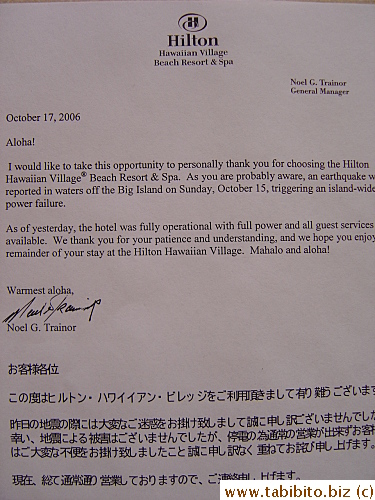 Hilton
Hawaiian Village
Beach Resort & Spa
Noel G. Trainor
General Manager
October 17, 2006
Aloha!
I would like to take this opportunity to personally thank you for choosing the Hilton
Hawaiian Village® Beach Resort & Spa. As you are probably aware, an earthquake w
reported in waters off the Big Island on Sunday, October 15, triggering an island-wide
power failure.
As of yesterday, the hotel was fully operational with full power and all guest services
available. We thank you for your patience and understanding, and we hope you enjoy
remainder of your stay at the Hilton Hawaiian Village. Mahalo and aloha!
Warmest aloha,
Noel G. Trainor
お客様各位
この度はヒルトン・ハワイイアン・ビレッジをご利用頂きまして有り難うございます
昨日の地震の際には大変なご迷惑をお掛け致しまして誠に申し訳ございませんでした
幸い、地震による被害はございませんでしたが、停電の為通常の営業が出来ずお客
はご大変な不便をお掛け致しましたこと誠に申し訳なく重ねてお詫び申し上げます。
現在、総て通常通り営業しておりますので、ご連絡申し上げます。
www.tabibito.biz (c)